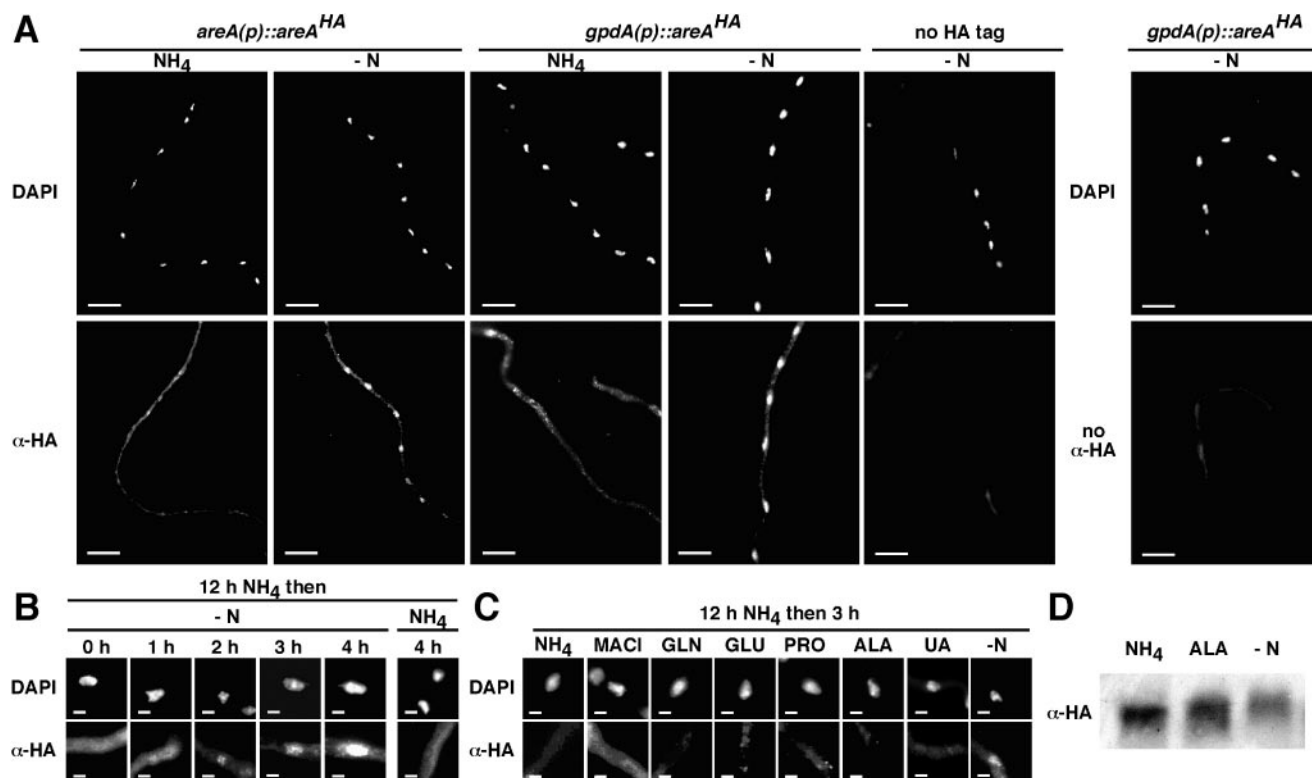 A
areA(p)::areA^HA gpdA(p)::areA^HA no HA tag gpdA(p)::areA^HA
NH4 - N NH4 - N - N - N
DAPI DAPI
α-HA no α-HA
B
12 h NH4 then
- N NH4
0 h 1 h 2 h 3 h 4 h 4 h
DAPI
α-HA
C
12 h NH4 then 3 h
NH4 MACl GLN GLU PRO ALA UA -N
DAPI
α-HA
D
NH4 ALA - N
α-HA